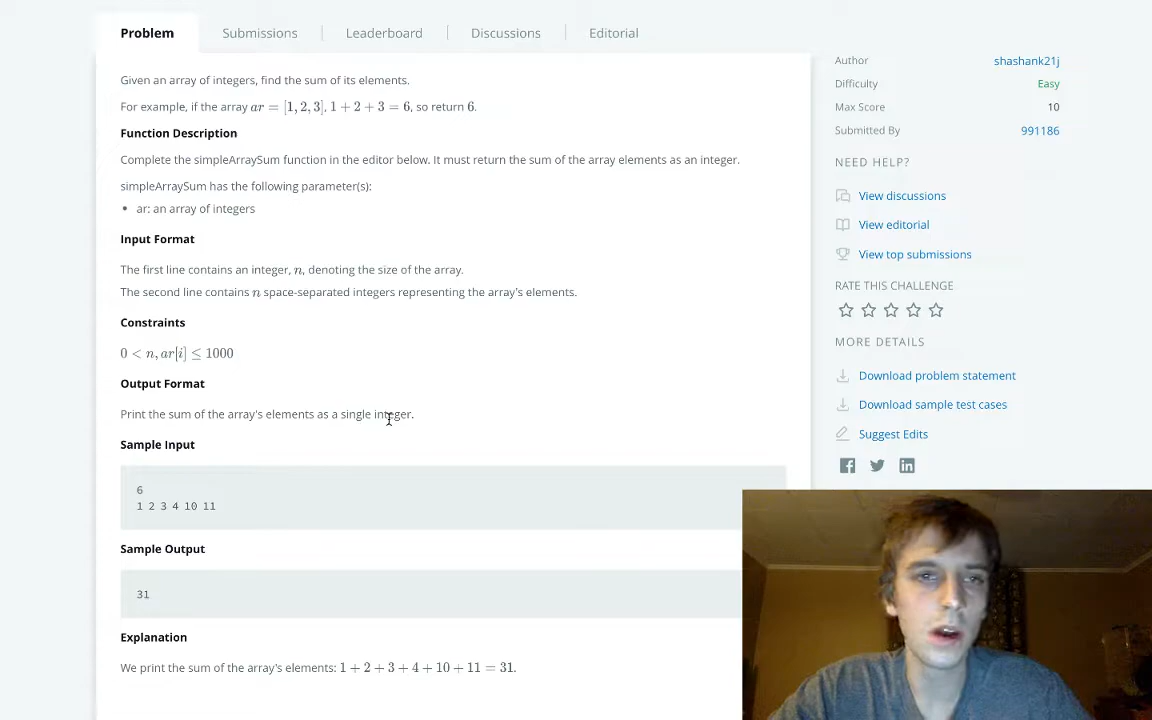 Problem
Submissions
Leaderboard
Discussions
Editorial
Given an array of integers, find the sum of its elements.
For example, if the array ar = [1, 2, 3], 1 + 2 + 3 = 6, so return 6.
Function Description
Complete the simpleArraySum function in the editor below. It must return the sum of the array elements as an integer.
simpleArraySum has the following parameter(s):
• ar: an array of integers
Input Format
The first line contains an integer, n, denoting the size of the array.
The second line contains n space-separated integers representing the array's elements.
Constraints
0 < n, ar[i] ≤ 1000
Output Format
Print the sum of the array's elements as a single integer.
Sample Input
6
1 2 3 4 10 11
Sample Output
31
Explanation
We print the sum of the array's elements: 1 + 2 + 3 + 4 + 10 + 11 = 31.
Author shashank21j
Difficulty Easy
Max Score 10
Submitted By 991186
NEED HELP?
View discussions
View editorial
View top submissions
RATE THIS CHALLENGE
MORE DETAILS
Download problem statement
Download sample test cases
Suggest Edits